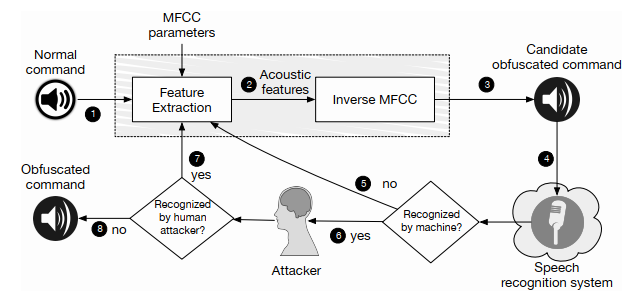 MFCC
parameters
Normal
command
1
Feature
Extraction
2
Acoustic
features
Inverse MFCC
3
Candidate
obfuscated command
4
Speech
recognition system
Recognized
by machine?
5 no
6 yes
Attacker
Recognized
by human
attacker?
7
yes
8 no
Obfuscated
command